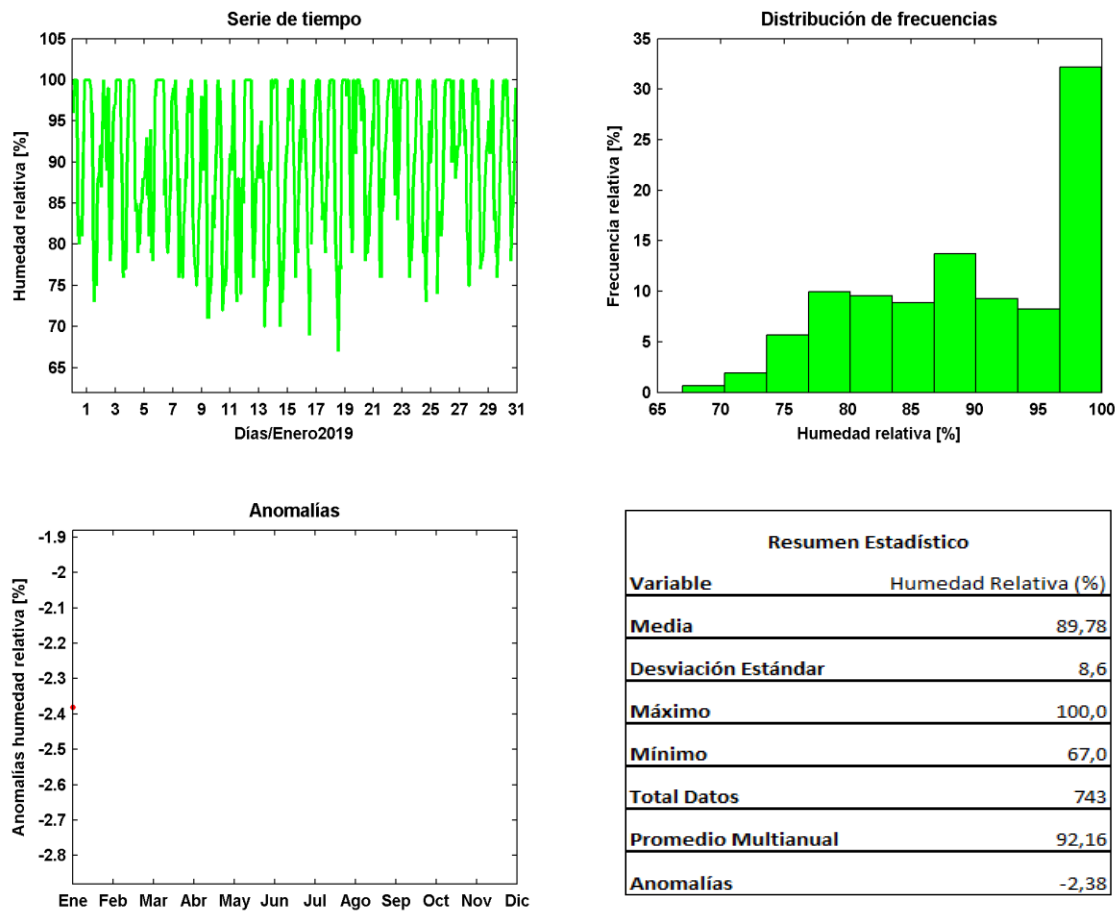 Serie de tiempo
Humedad relativa [%]
105
100
95
90
85
80
75
70
65
1 3 5 7 9 11 13 15 17 19 21 23 25 27 29 31
Días/Enero2019
Distribución de frecuencias
Frecuencia relativa [%]
35
30
25
20
15
10
5
0
65 70 75 80 85 90 95 100
Humedad relativa [%]
Anomalías
Anomalías humedad relativa [%]
-1.9
-2
-2.1
-2.2
-2.3
-2.4
-2.5
-2.6
-2.7
-2.8
Ene Feb Mar Abr May Jun Jul Ago Sep Oct Nov Dic
Resumen Estadístico
Variable Humedad Relativa (%)
Media 89,78
Desviación Estándar 8,6
Máximo 100,0
Mínimo 67,0
Total Datos 743
Promedio Multianual 92,16
Anomalías -2,38